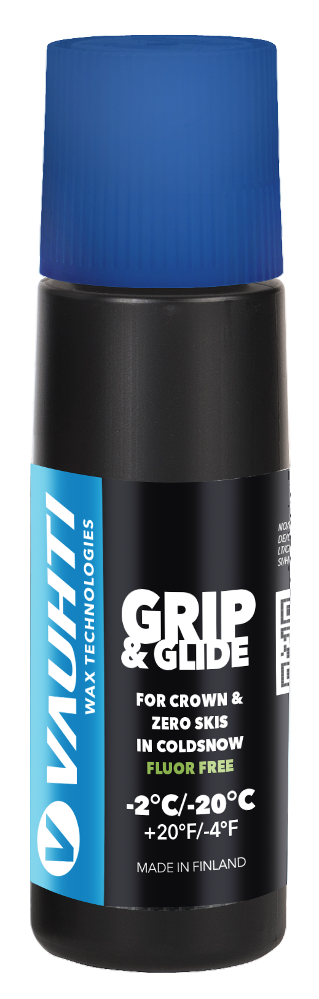 VAUHTI
WAX TECHNOLOGIES
GRIP
& GLIDE
FOR CROWN &
ZERO SKIS
IN COLDSNOW
FLUOR FREE
-2°C/-20°C
+20°F/-4°F
MADE IN FINLAND